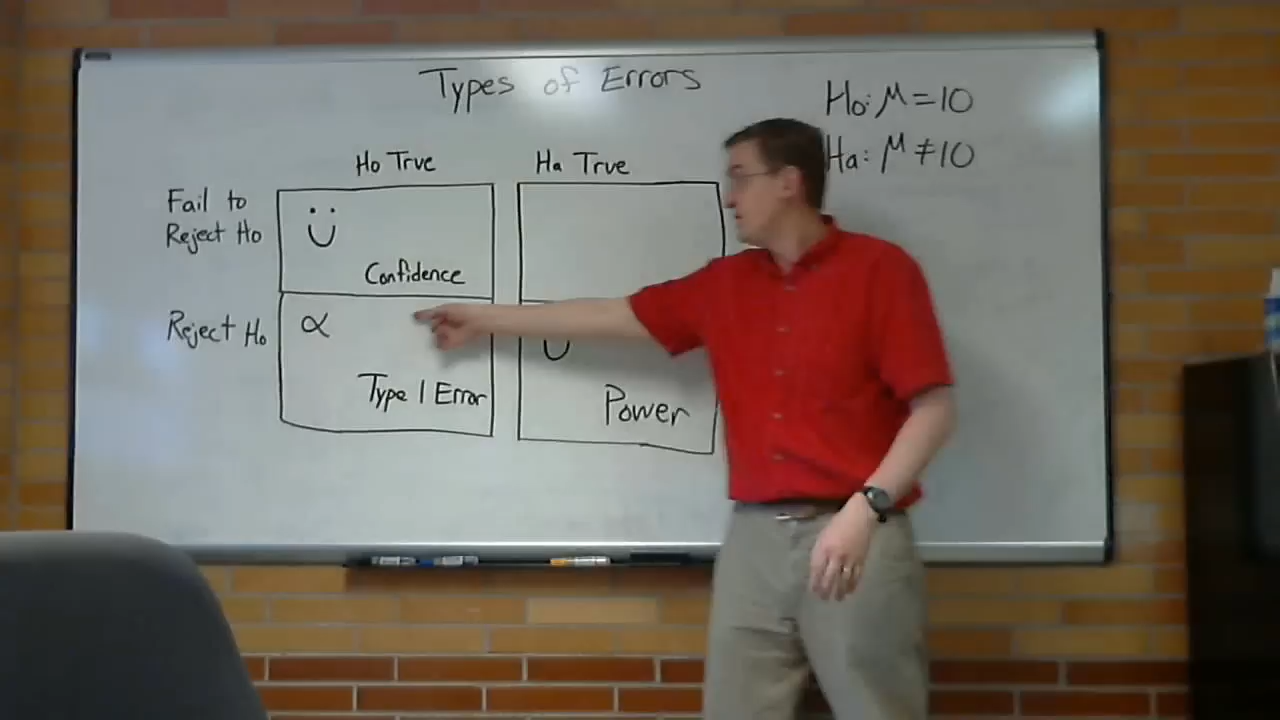 Types of Errors
Ho: μ = 10
Ha: μ ≠ 10
Ho True
Ha True
Fail to
Reject Ho
Confidence
Reject Ho
α
Type 1 Error
Power